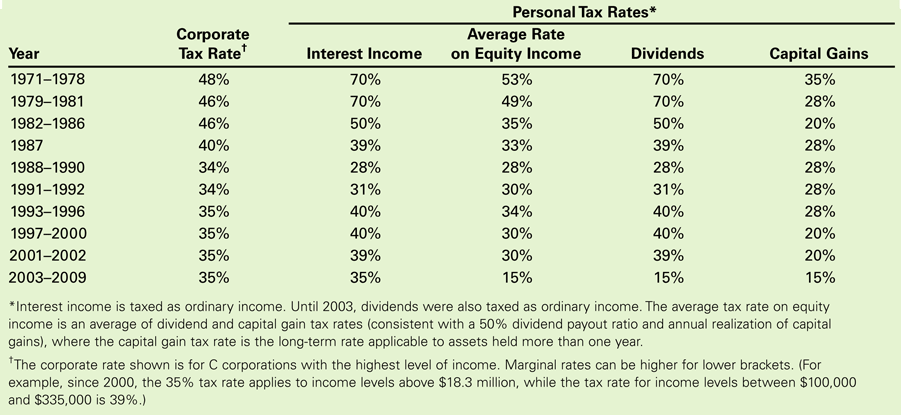 Personal Tax Rates*
Corporate Average Rate
Year Tax Rate† Interest Income on Equity Income Dividends Capital Gains
1971–1978 48% 70% 53% 70% 35%
1979–1981 46% 70% 49% 70% 28%
1982–1986 46% 50% 35% 50% 20%
1987 40% 39% 33% 39% 28%
1988–1990 34% 28% 28% 28% 28%
1991–1992 34% 31% 30% 31% 28%
1993–1996 35% 40% 34% 40% 28%
1997–2000 35% 40% 30% 40% 20%
2001–2002 35% 39% 30% 39% 20%
2003–2009 35% 35% 15% 15% 15%
*Interest income is taxed as ordinary income. Until 2003, dividends were also taxed as ordinary income. The average tax rate on equity
income is an average of dividend and capital gain tax rates (consistent with a 50% dividend payout ratio and annual realization of capital
gains), where the capital gain tax rate is the long-term rate applicable to assets held more than one year.
†The corporate rate shown is for C corporations with the highest level of income. Marginal rates can be higher for lower brackets. (For
example, since 2000, the 35% tax rate applies to income levels above $18.3 million, while the tax rate for income levels between $100,000
and $335,000 is 39%.)